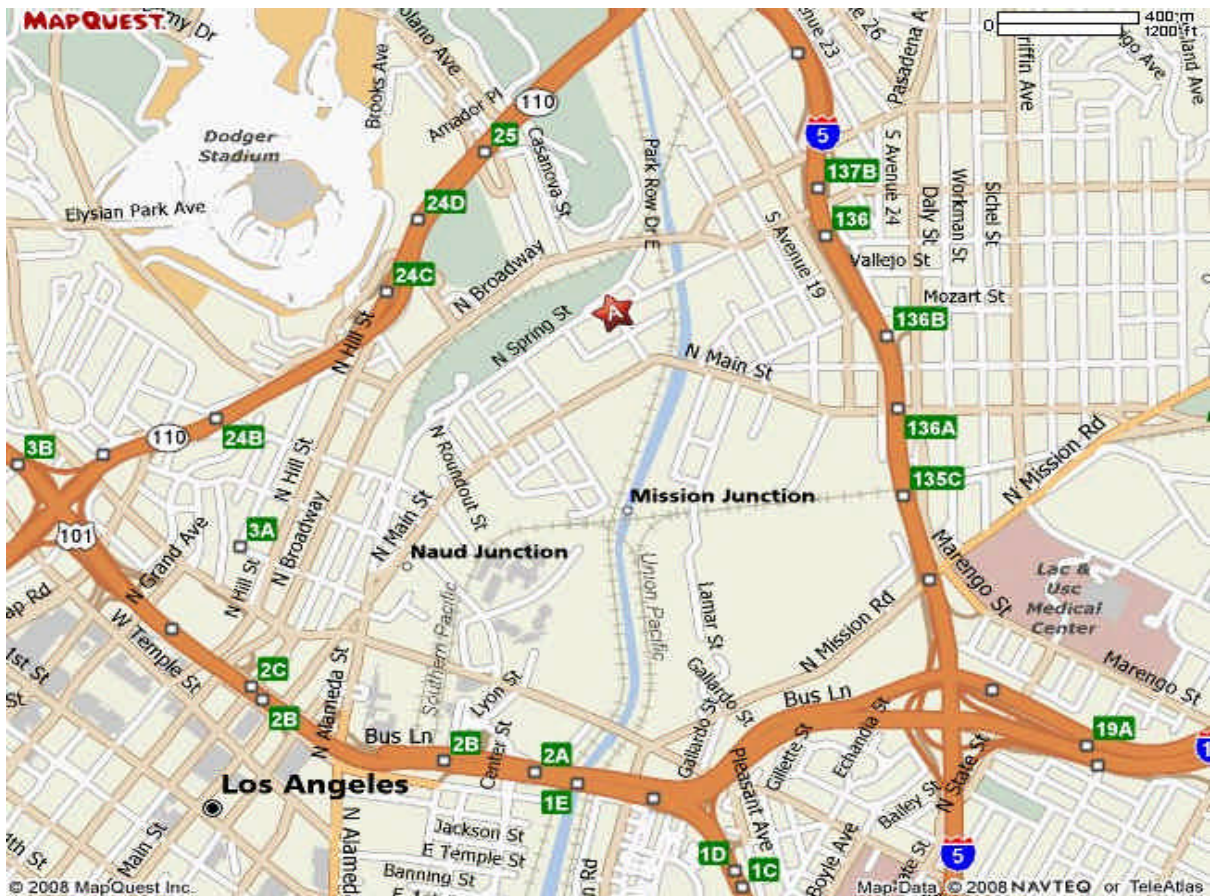 MAPQUEST.
400 m
1200 ft
0
Brooks Ave
Solano Ave
Amador Pl
110
25
Casanova St
Park Row Dr E
Avenue 23
Pasadena Ave
5
137B
S Avenue 24
Daly St
Workman St
Sichel St
Dodger
Stadium
Elysian Park Ave
24D
136
S Avenue 19
Vallejo St
24C
N Broadway
Mozart St
A
N Hill St
N Spring St
136B
N Main St
24B
110
3B
136A
N Mission Rd
N Roundout St
N Hill St
135C
Mission Junction
N Main St
101
3A
N Broadway
N Grand Ave
Naud Junction
Marengo St
Lac &
Usc
Medical
Center
N Hill St
Union Pacific
Lamar St
N Mission Rd
W Temple St
1st St
Southern Pacific
Marengo St
2C
Lyon St
Gallardo St
Bus Ln
2B
N Alameda St
Bus Ln
2B
Center St
2A
Gallardo St
Pleasant Ave
Gillette St
Echandia St
N State St
19A
Los Angeles
1E
Bailey St
Main St
Jackson St
E Temple St
Banning St
1D
1C
Boyle Ave
5
© 2008 MapQuest Inc.
Map Data © 2008 NAVTEQ or TeleAtlas